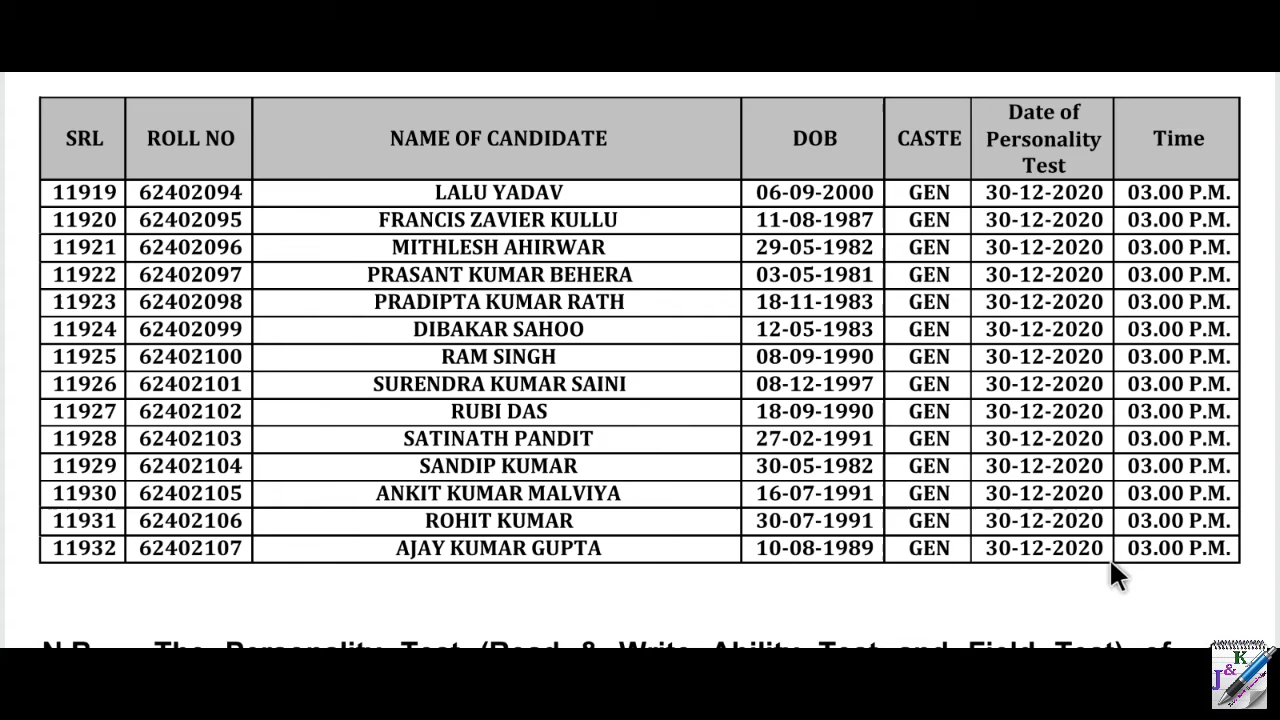 SRL ROLL NO NAME OF CANDIDATE DOB CASTE Date of Personality Test Time
11919 62402094 LALU YADAV 06-09-2000 GEN 30-12-2020 03.00 P.M.
11920 62402095 FRANCIS ZAVIER KULLU 11-08-1987 GEN 30-12-2020 03.00 P.M.
11921 62402096 MITHLESH AHIRWAR 29-05-1982 GEN 30-12-2020 03.00 P.M.
11922 62402097 PRASANT KUMAR BEHERA 03-05-1981 GEN 30-12-2020 03.00 P.M.
11923 62402098 PRADIPTA KUMAR RATH 18-11-1983 GEN 30-12-2020 03.00 P.M.
11924 62402099 DIBAKAR SAHOO 12-05-1983 GEN 30-12-2020 03.00 P.M.
11925 62402100 RAM SINGH 08-09-1990 GEN 30-12-2020 03.00 P.M.
11926 62402101 SURENDRA KUMAR SAINI 08-12-1997 GEN 30-12-2020 03.00 P.M.
11927 62402102 RUBI DAS 18-09-1990 GEN 30-12-2020 03.00 P.M.
11928 62402103 SATINATH PANDIT 27-02-1991 GEN 30-12-2020 03.00 P.M.
11929 62402104 SANDIP KUMAR 30-05-1982 GEN 30-12-2020 03.00 P.M.
11930 62402105 ANKIT KUMAR MALVIYA 16-07-1991 GEN 30-12-2020 03.00 P.M.
11931 62402106 ROHIT KUMAR 30-07-1991 GEN 30-12-2020 03.00 P.M.
11932 62402107 AJAY KUMAR GUPTA 10-08-1989 GEN 30-12-2020 03.00 P.M.
N.B. The Personality Test (Read & Write Ability Test and Field Test) of
J&K